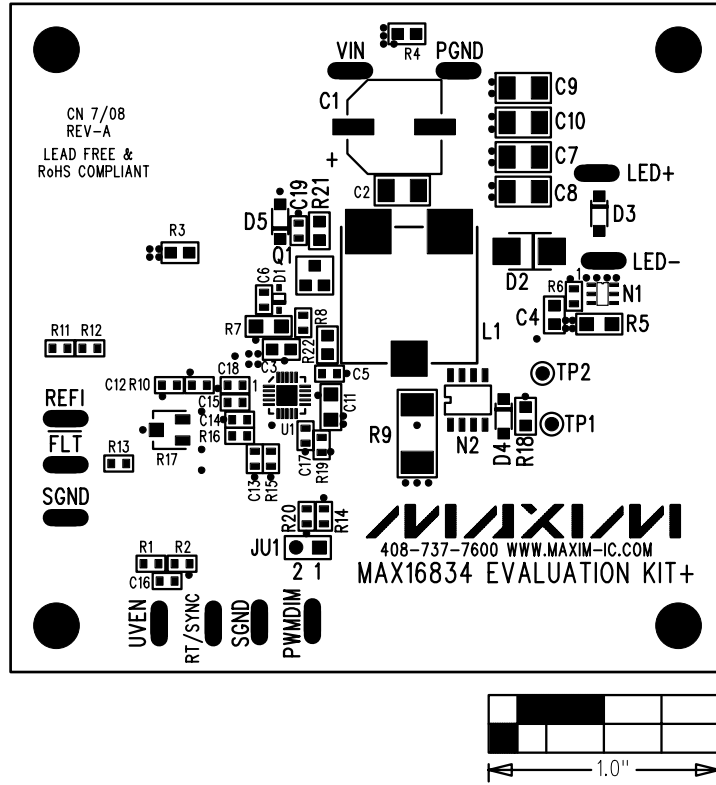 R4
VIN
PGND
C1
+
C9
C10
C7
C8
CN 7/08
REV-A
LEAD FREE &
RoHS COMPLIANT
C2
LED+
D3
C19
R21
D5
Q1
R3
D2
LED-
C6
D1
R6
1
N1
C4
R5
R7
R8
R22
L1
R11
R12
C3
C5
TP2
C12
R10
C18
1
C15
C11
REFI
C14
R16
U1
R17
FLT
C17
R19
R9
N2
D4
R18
TP1
R13
C13
R15
SGND
R20
R14
MAXIM
408-737-7600 WWW.MAXIM-IC.COM
JU1
2 1
MAX16834 EVALUATION KIT+
R1
R2
C16
UVEN
RT/SYNC
SGND
PWMDIM
1.0"